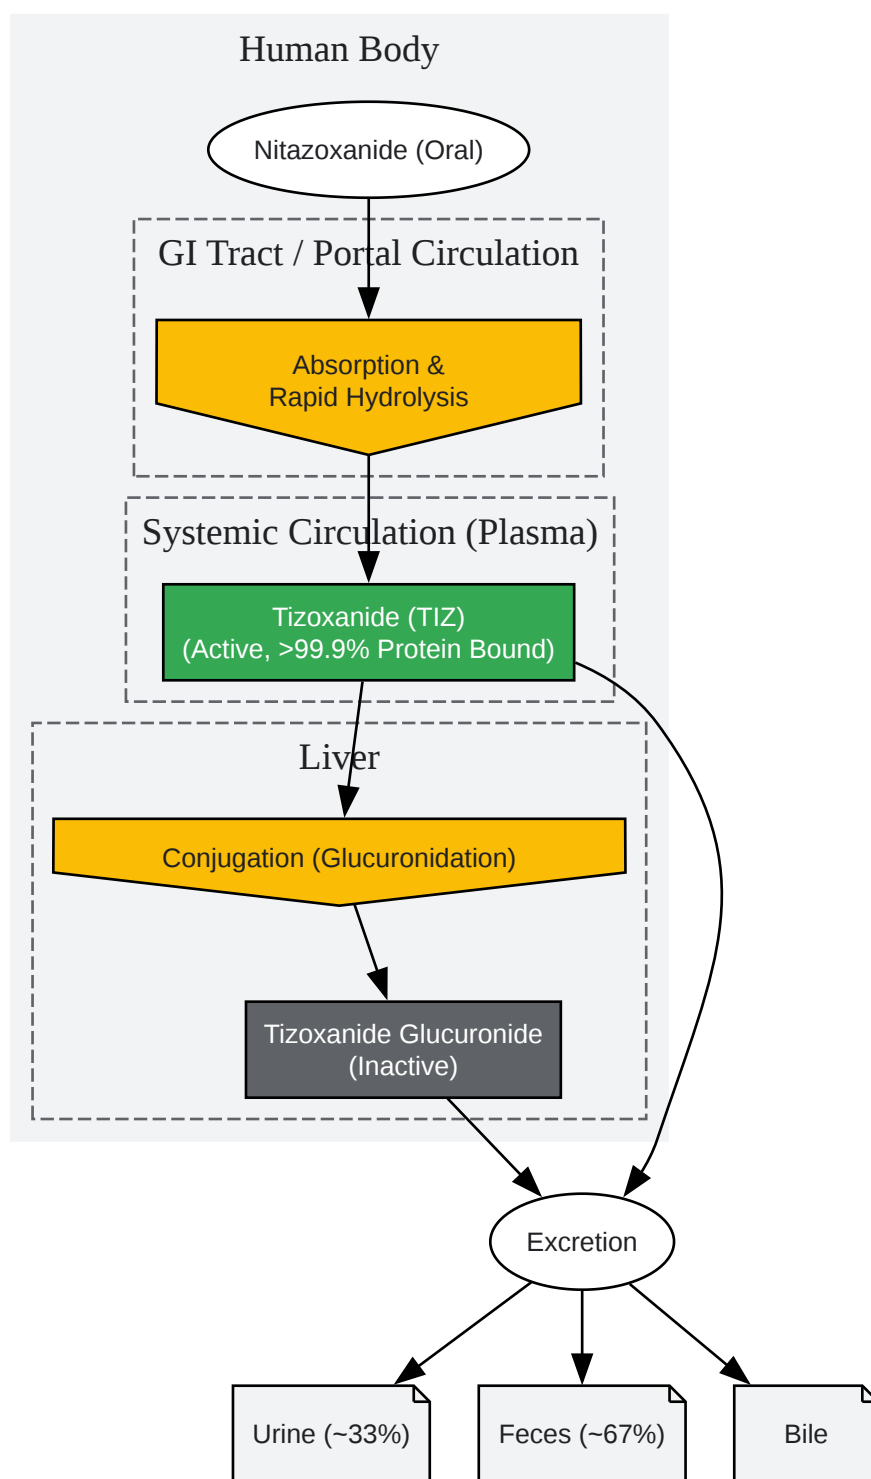 Human Body
Nitazoxanide (Oral)
GI Tract / Portal Circulation
Absorption &
Rapid Hydrolysis
Systemic Circulation (Plasma)
Tizoxanide (TIZ)
(Active, >99.9% Protein Bound)
Liver
Conjugation (Glucuronidation)
Tizoxanide Glucuronide
(Inactive)
Excretion
Urine (~33%)
Feces (~67%)
Bile